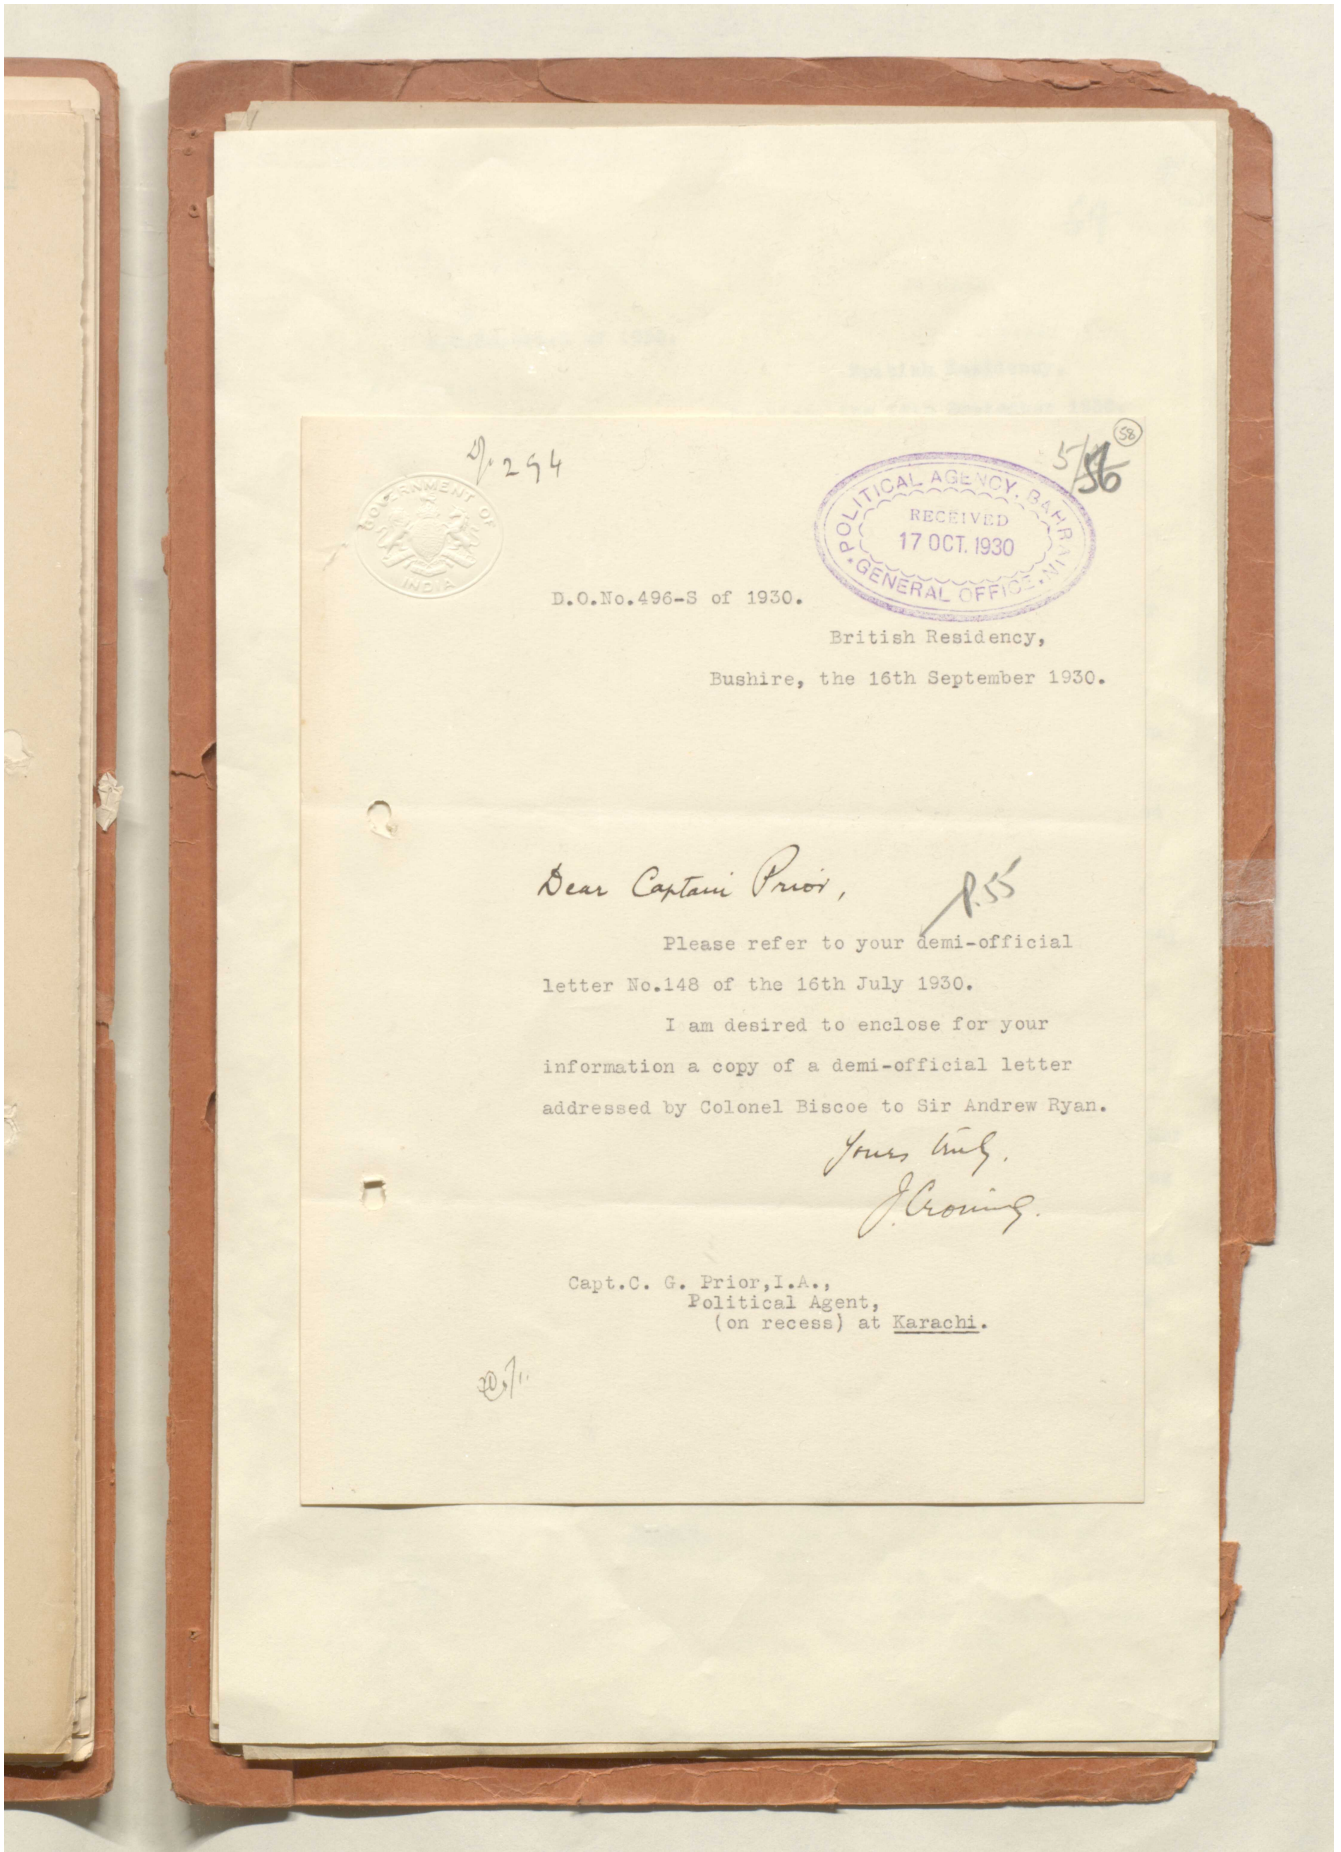 58
294
5/56
GOVERNMENT OF INDIA
POLITICAL AGENCY, BAHRAIN.
RECEIVED
17 OCT. 1930
GENERAL OFFICE
D.O.No.496-S of 1930.
British Residency,
Bushire, the 16th September 1930.
Dear Captain Prior,
P.55
Please refer to your demi-official
letter No.148 of the 16th July 1930.
I am desired to enclose for your
information a copy of a demi-official letter
addressed by Colonel Biscoe to Sir Andrew Ryan.
Yours truly.
J. Croning.
Capt.C. G. Prior,I.A.,
Political Agent,
(on recess) at Karachi.